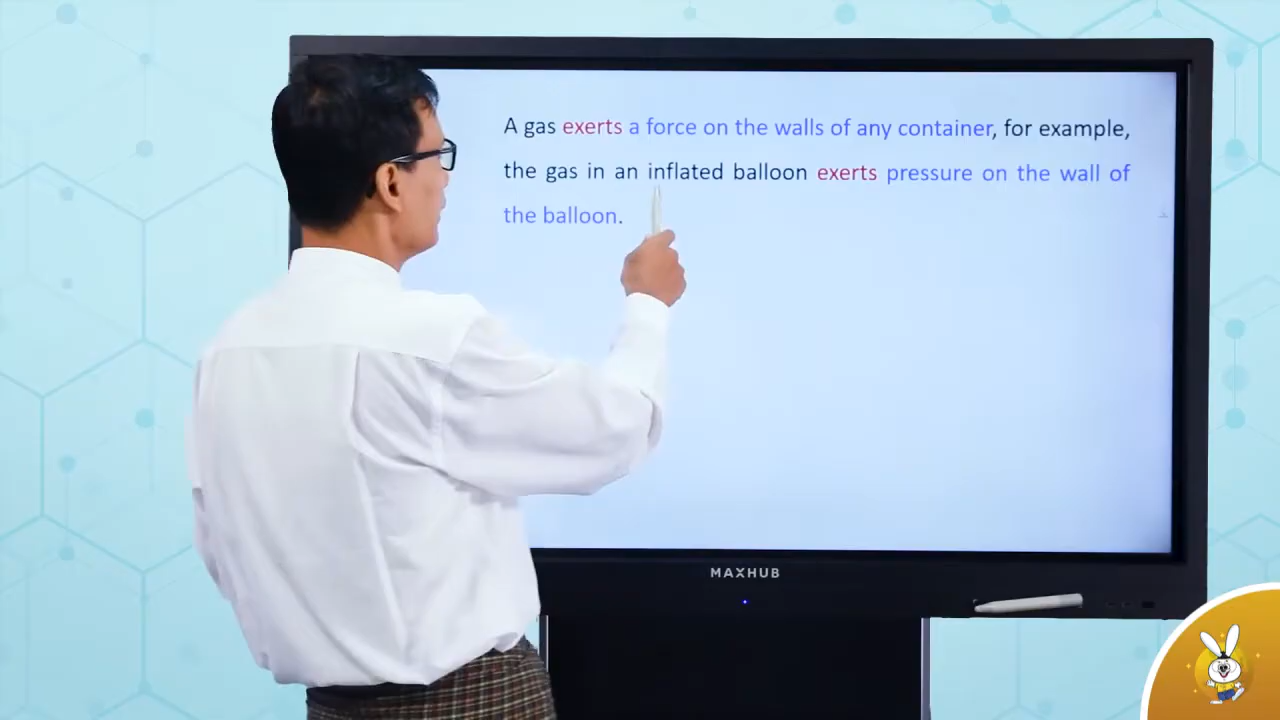 A gas exerts a force on the walls of any container, for example,
the gas in an inflated balloon exerts pressure on the wall of
the balloon.
MAXHUB